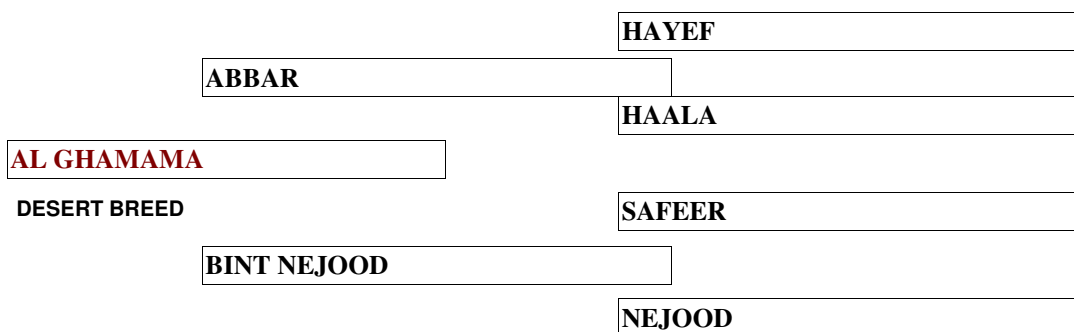 HAYEF
ABBAR
HAALA
AL GHAMAMA
DESERT BREED
SAFEER
BINT NEJOOD
NEJOOD